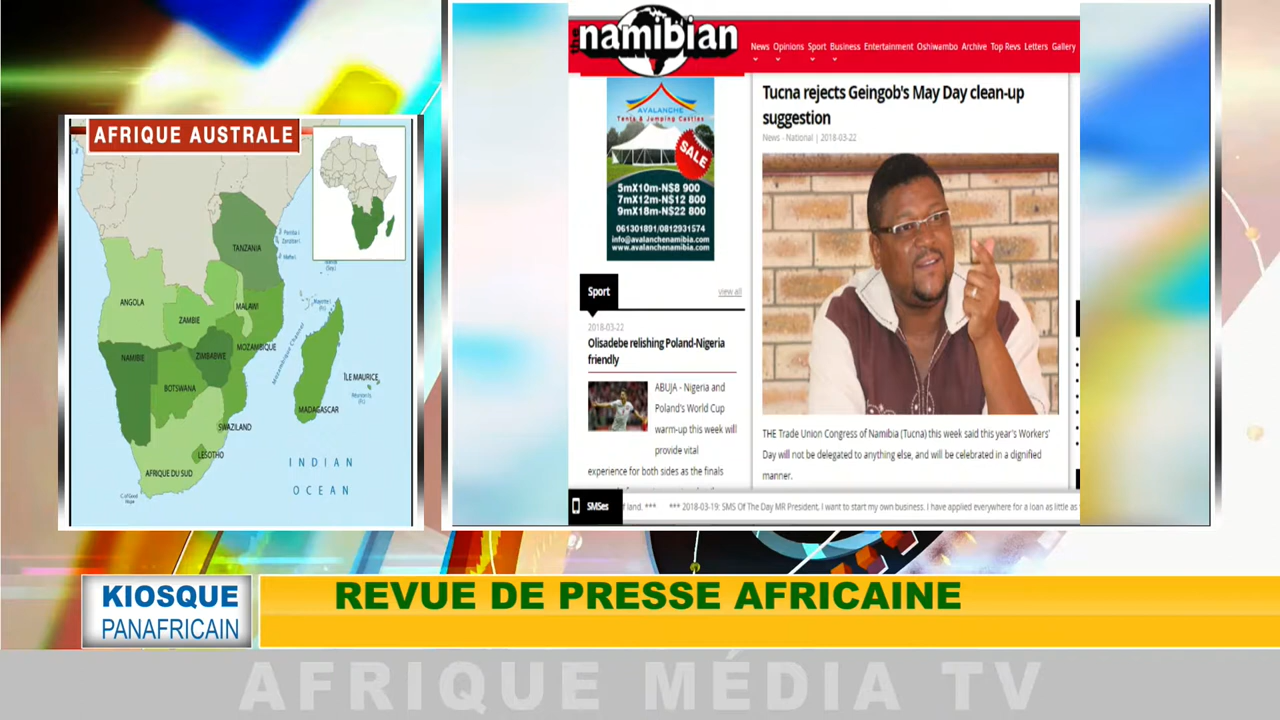 AFRIQUE AUSTRALE
TANZANIA
ANGOLA
MALAWI
ZAMBIE
MOZAMBIQUE
NAMIBIE
ZIMBABWE
BOTSWANA
ÎLE MAURICE
MADAGASCAR
SWAZILAND
LESOTHO
AFRIQUE DU SUD
Mozambique Channel
INDIAN
OCEAN
the namibian
News Opinions Sport Business Entertainment Oshiwambo Archive Top Revs Letters Gallery
AVALANCHE
Tents & Jumping Castles
SALE
5mX10m-N$8 900
7mX12m-N$12 800
9mX18m-N$22 800
061301891/0812931574
info@avalanchenamibia.com
www.avalanchenamibia.com
Sport
view all
2018-03-22
Olisadebe relishing Poland-Nigeria
friendly
ABUJA - Nigeria and
Poland's World Cup
warm-up this week will
provide vital
experience for both sides as the finals
Tucna rejects Geingob's May Day clean-up
suggestion
News - National | 2018-03-22
THE Trade Union Congress of Namibia (Tucna) this week said this year's Workers'
Day will not be delegated to anything else, and will be celebrated in a dignified
manner.
SMSes
of land. *** *** 2018-03-19: SMS Of The Day MR President, I want to start my own business. I have applied everywhere for a loan as little as
KIOSQUE
PANAFRICAIN
REVUE DE PRESSE AFRICAINE
AFRIQUE MÉDIA TV